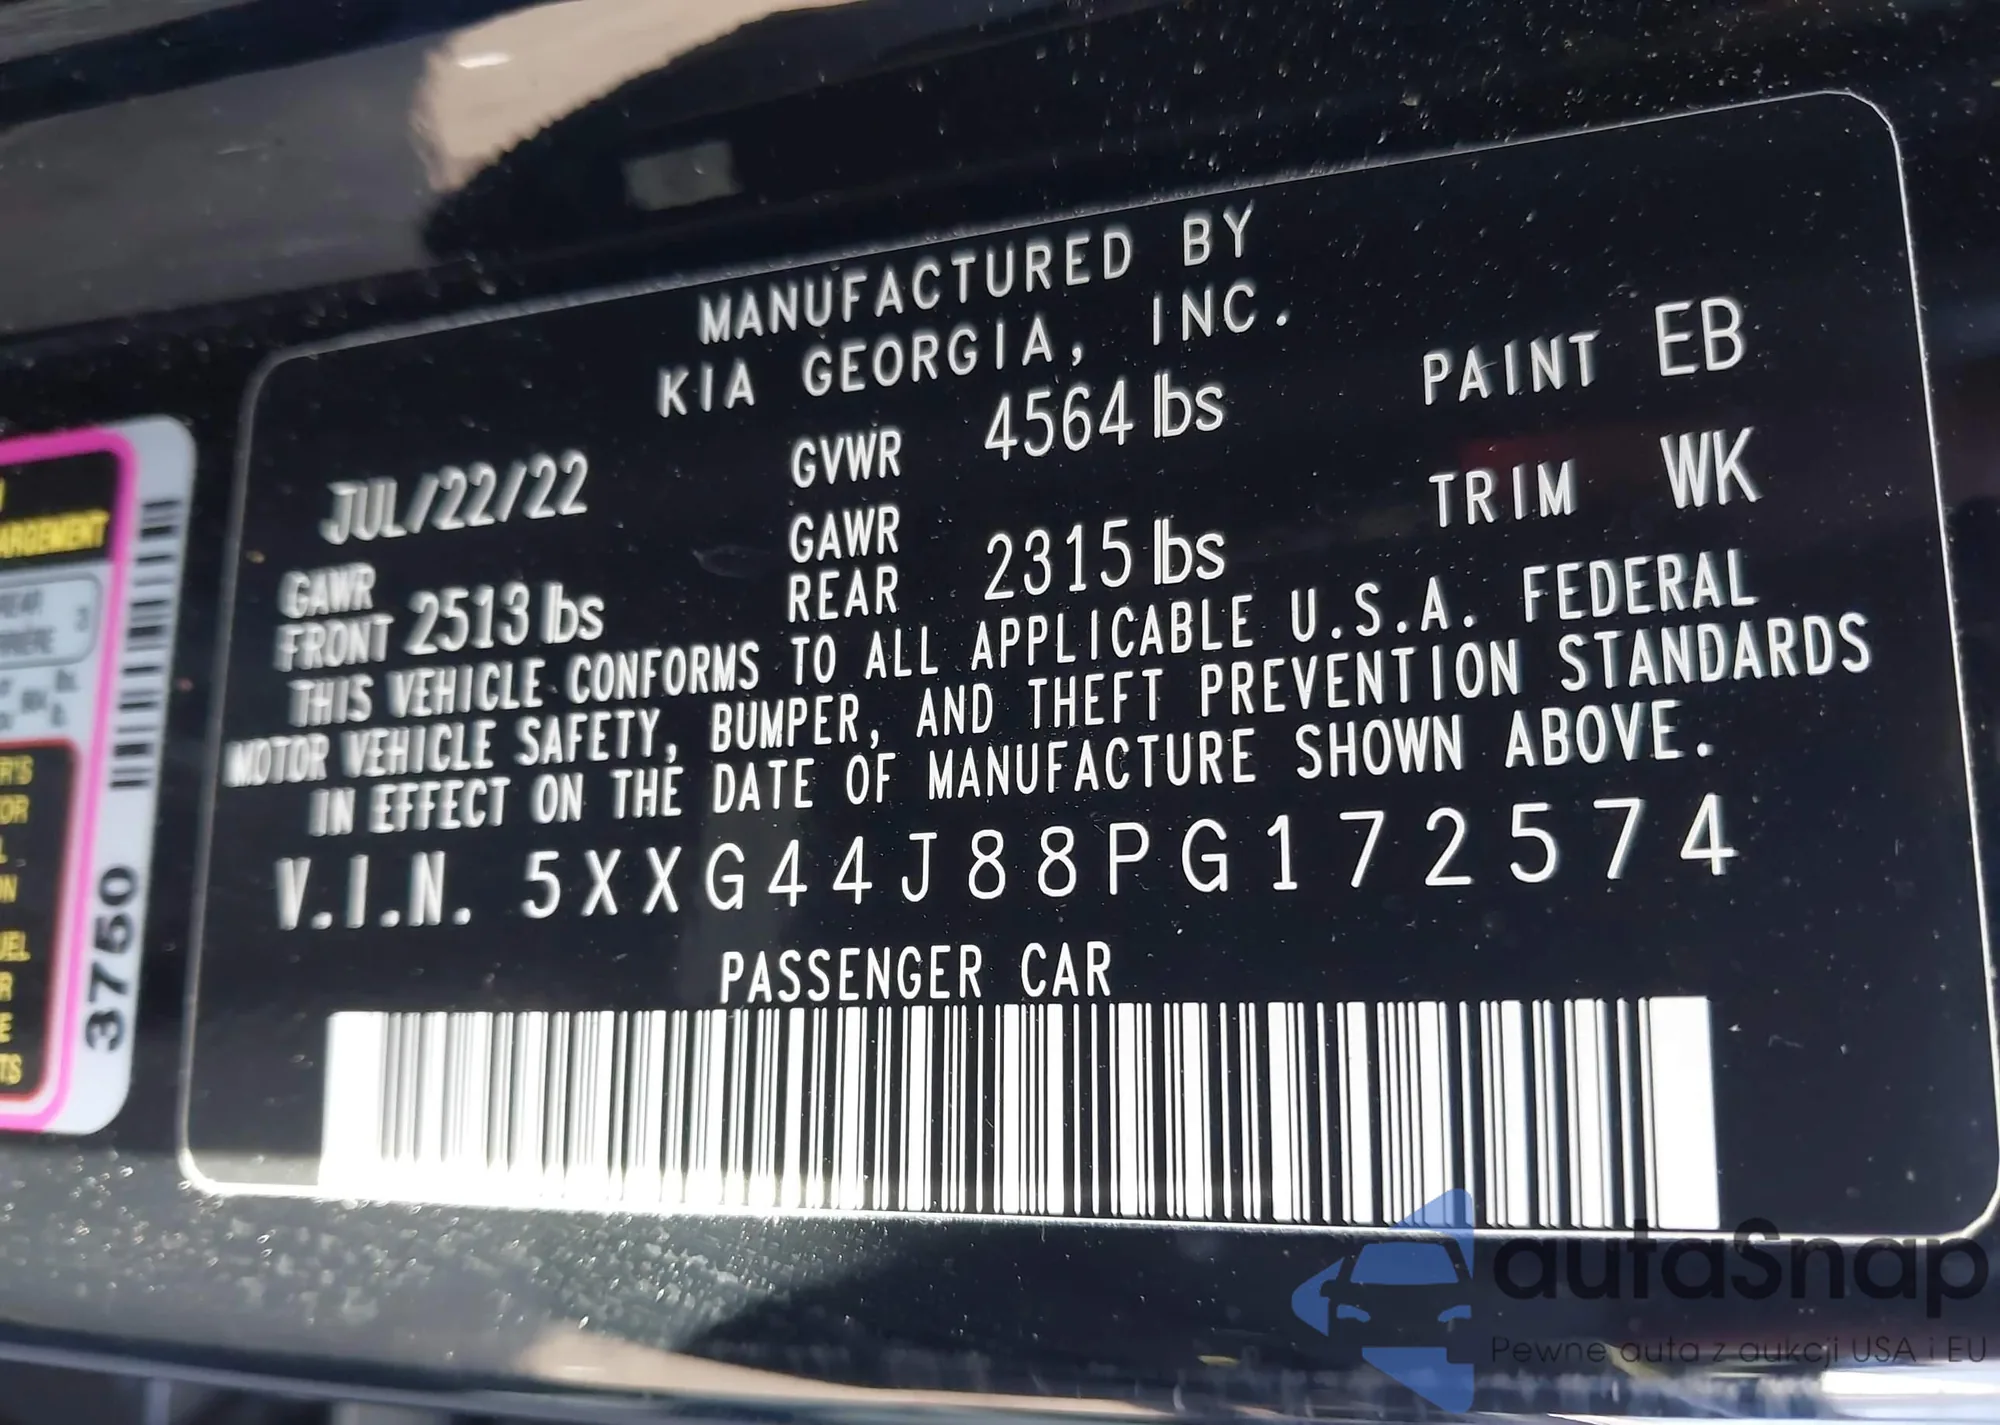 MANUFACTURED BY
KIA GEORGIA, INC.
JUL/22/22 GVWR 4564 lbs PAINT EB
GAWR FRONT 2513 lbs GAWR REAR 2315 lbs TRIM WK
THIS VEHICLE CONFORMS TO ALL APPLICABLE U.S.A. FEDERAL
MOTOR VEHICLE SAFETY, BUMPER, AND THEFT PREVENTION STANDARDS
IN EFFECT ON THE DATE OF MANUFACTURE SHOWN ABOVE.
V.I.N. 5XXG44J88PG172574
PASSENGER CAR
3750
autaSnap
Pewne auta z aukcji USA i EU